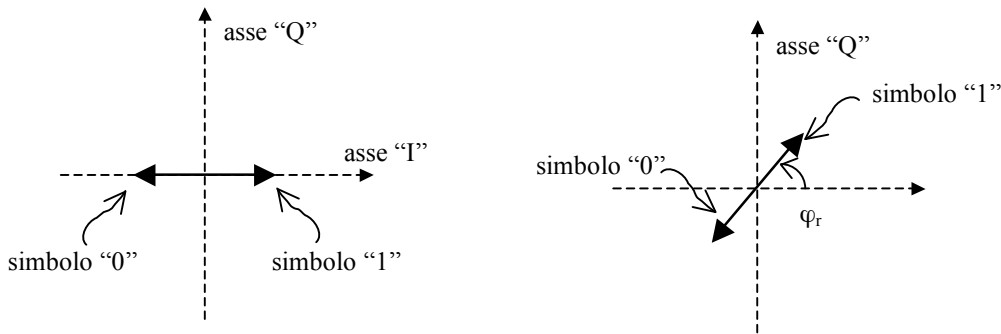 asse “Q”
asse “I”
simbolo “0”
simbolo “1”
asse “Q”
simbolo “1”
simbolo “0”
φr